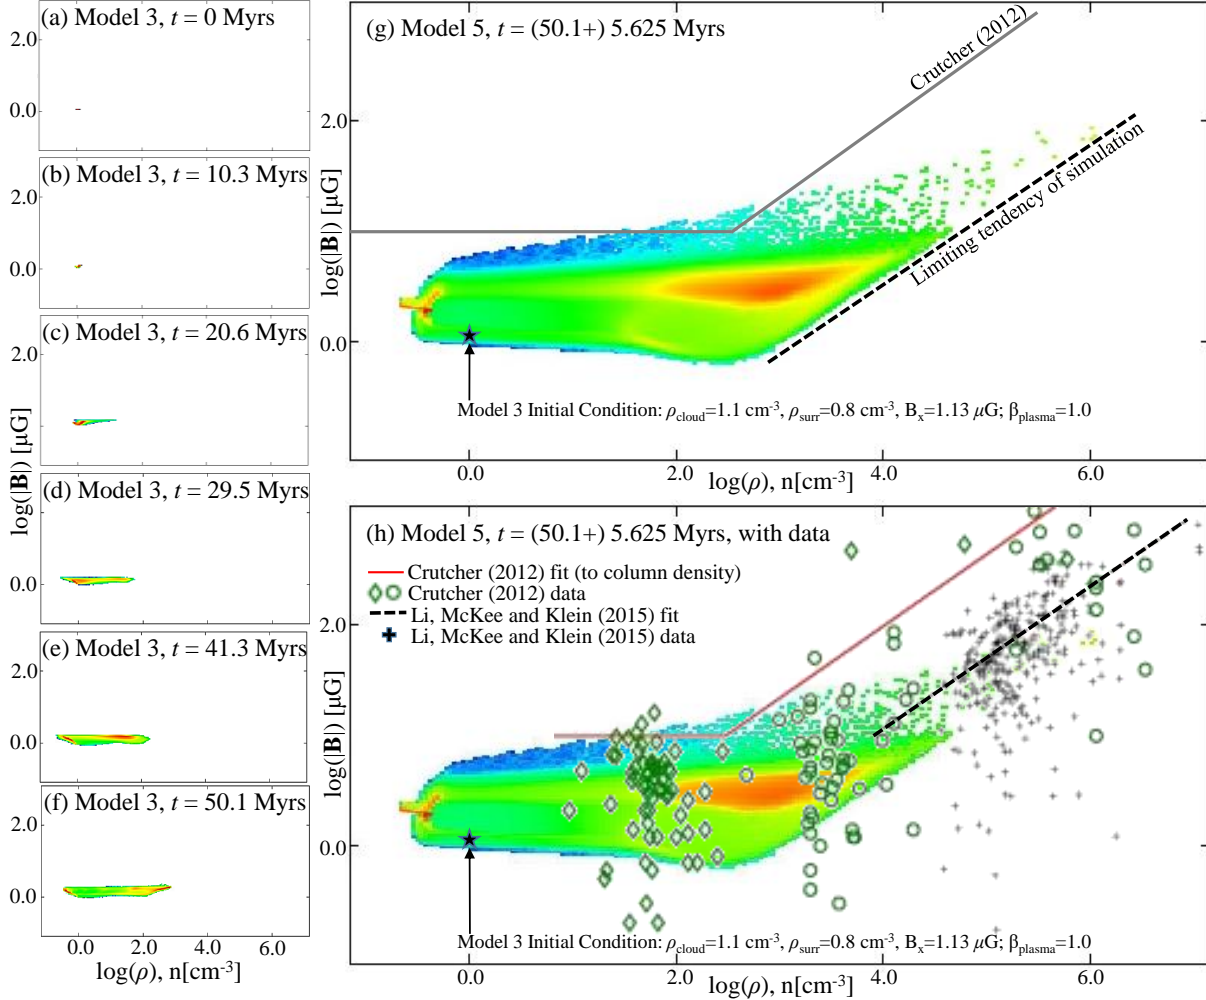 (a) Model 3, t = 0 Myrs
2.0
0.0
(b) Model 3, t = 10.3 Myrs
2.0
0.0
(c) Model 3, t = 20.6 Myrs
2.0
(d) Model 3, t = 29.5 Myrs
0.0
(e) Model 3, t = 41.3 Myrs
2.0
0.0
(f) Model 3, t = 50.1 Myrs
2.0
0.0
log(|B|) [μG]
0.0 2.0 4.0 6.0
log(ρ), n[cm-3]
(g) Model 5, t = (50.1+) 5.625 Myrs
Crutcher (2012)
Limiting tendency of simulation
2.0
0.0
log(|B|) [μG]
Model 3 Initial Condition: ρcloud=1.1 cm-3, ρsurr=0.8 cm-3, Bx=1.13 μG; βplasma=1.0
0.0 2.0 4.0 6.0
log(ρ), n[cm-3]
(h) Model 5, t = (50.1+) 5.625 Myrs, with data
Crutcher (2012) fit (to column density)
Crutcher (2012) data
Li, McKee and Klein (2015) fit
Li, McKee and Klein (2015) data
2.0
0.0
log(|B|) [μG]
Model 3 Initial Condition: ρcloud=1.1 cm-3, ρsurr=0.8 cm-3, Bx=1.13 μG; βplasma=1.0
0.0 2.0 4.0 6.0
log(ρ), n[cm-3]